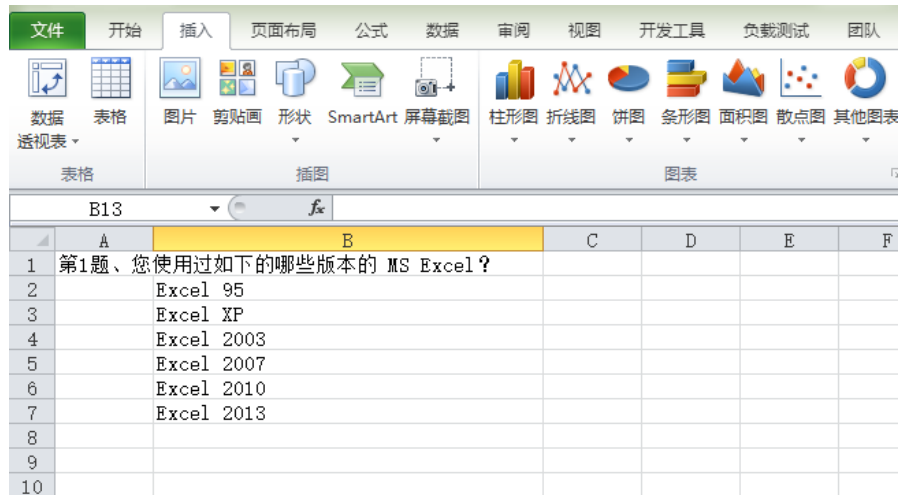 文件 开始 插入 页面布局 公式 数据 审阅 视图 开发工具 负载测试 团队
数据透视表 表格 图片 剪贴画 形状 SmartArt 屏幕截图 柱形图 折线图 饼图 条形图 面积图 散点图 其他图表
表格 插图 图表
B13 fx
A B C D E F
1 第1题、您使用过如下的哪些版本的 MS Excel？
2 Excel 95
3 Excel XP
4 Excel 2003
5 Excel 2007
6 Excel 2010
7 Excel 2013
8
9
10